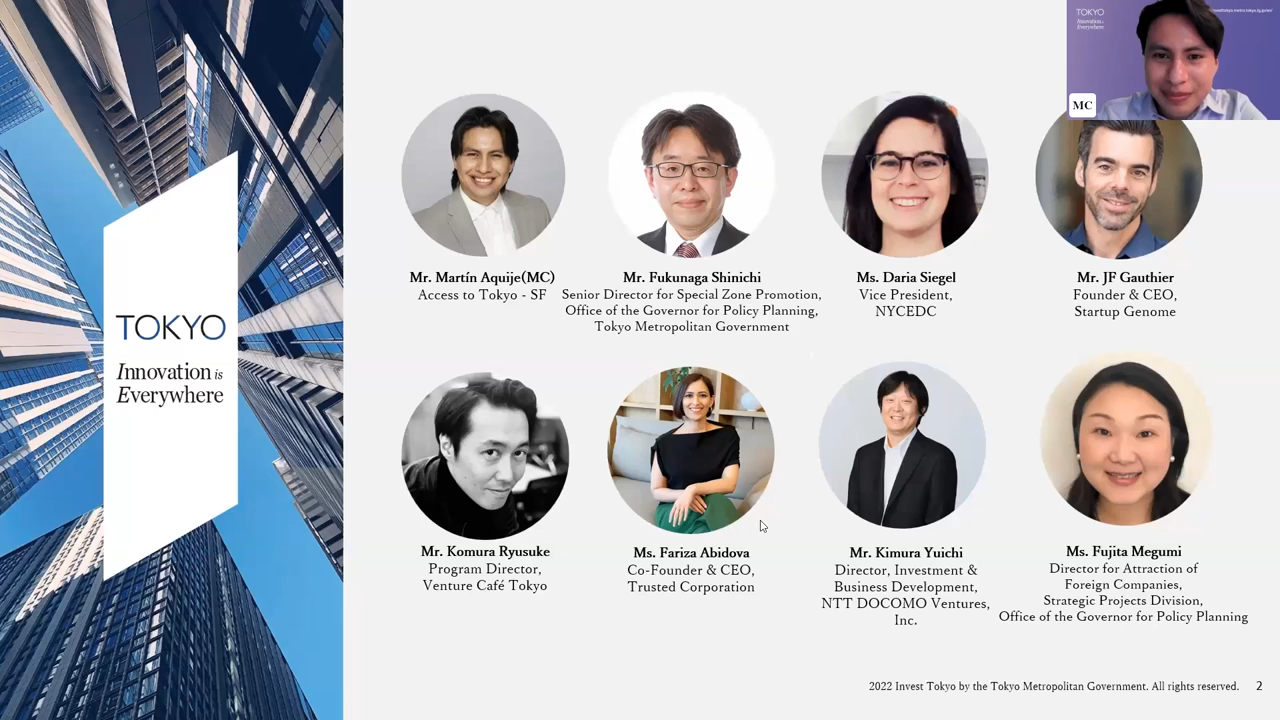 TOKYO
Innovation is
Everywhere
MC
TOKYO
Innovation is
Everywhere
Mr. Martín Aquije(MC)
Access to Tokyo - SF
Mr. Fukunaga Shinichi
Senior Director for Special Zone Promotion,
Office of the Governor for Policy Planning,
Tokyo Metropolitan Government
Ms. Daria Siegel
Vice President,
NYCEDC
Mr. JF Gauthier
Founder & CEO,
Startup Genome
Mr. Komura Ryusuke
Program Director,
Venture Café Tokyo
Ms. Fariza Abidova
Co-Founder & CEO,
Trusted Corporation
Mr. Kimura Yuichi
Director, Investment &
Business Development,
NTT DOCOMO Ventures,
Inc.
Ms. Fujita Megumi
Director for Attraction of
Foreign Companies,
Strategic Projects Division,
Office of the Governor for Policy Planning
2022 Invest Tokyo by the Tokyo Metropolitan Government. All rights reserved. 2